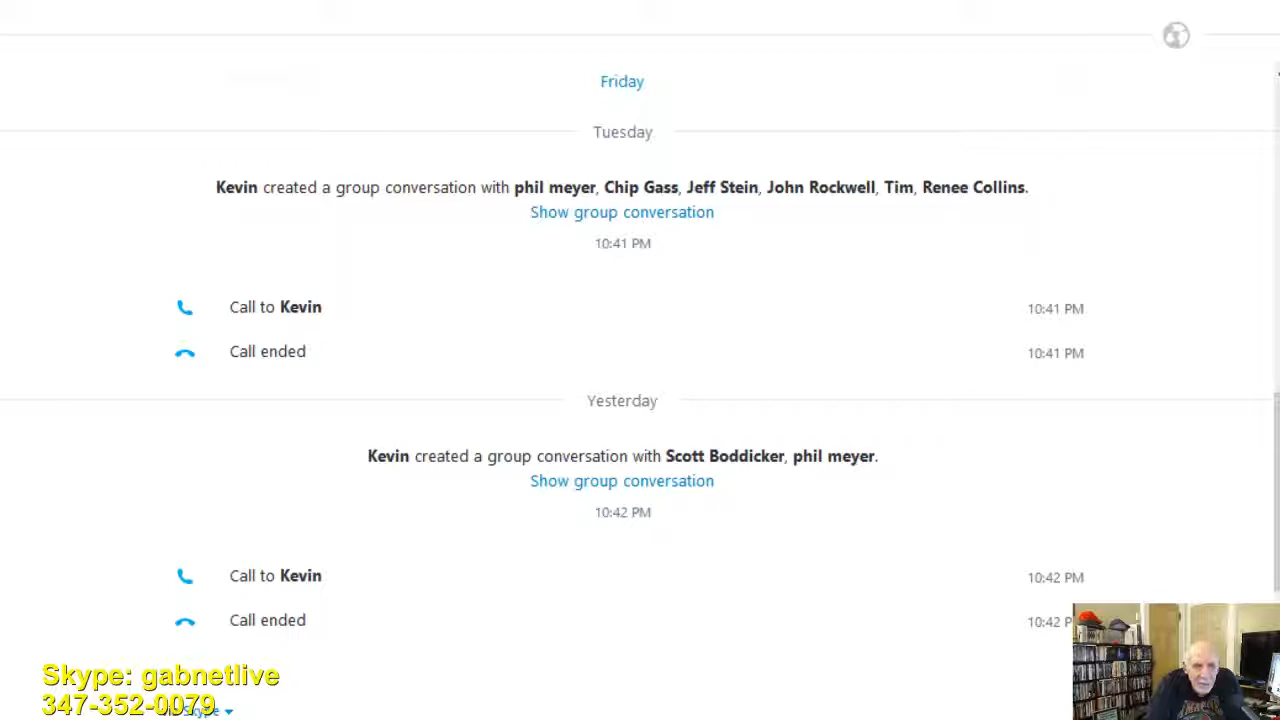 Friday
Tuesday
Kevin created a group conversation with phil meyer, Chip Gass, Jeff Stein, John Rockwell, Tim, Renee Collins.
Show group conversation
10:41 PM
Call to Kevin 10:41 PM
Call ended 10:41 PM
Yesterday
Kevin created a group conversation with Scott Boddicker, phil meyer.
Show group conversation
10:42 PM
Call to Kevin 10:42 PM
Call ended 10:42 P
Skype: gabnetlive
347-352-0079
Skype